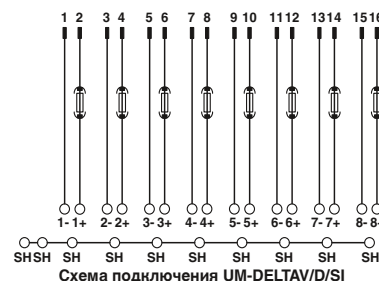 1 2 3 4 5 6 7 8 9 10 11 12 13 14 15 16
1- 1+ 2- 2+ 3- 3+ 4- 4+ 5- 5+ 6- 6+ 7- 7+ 8- 8
SH SH SH SH SH SH SH SH SH SH
Схема подключения UM-DELTAV/D/SI